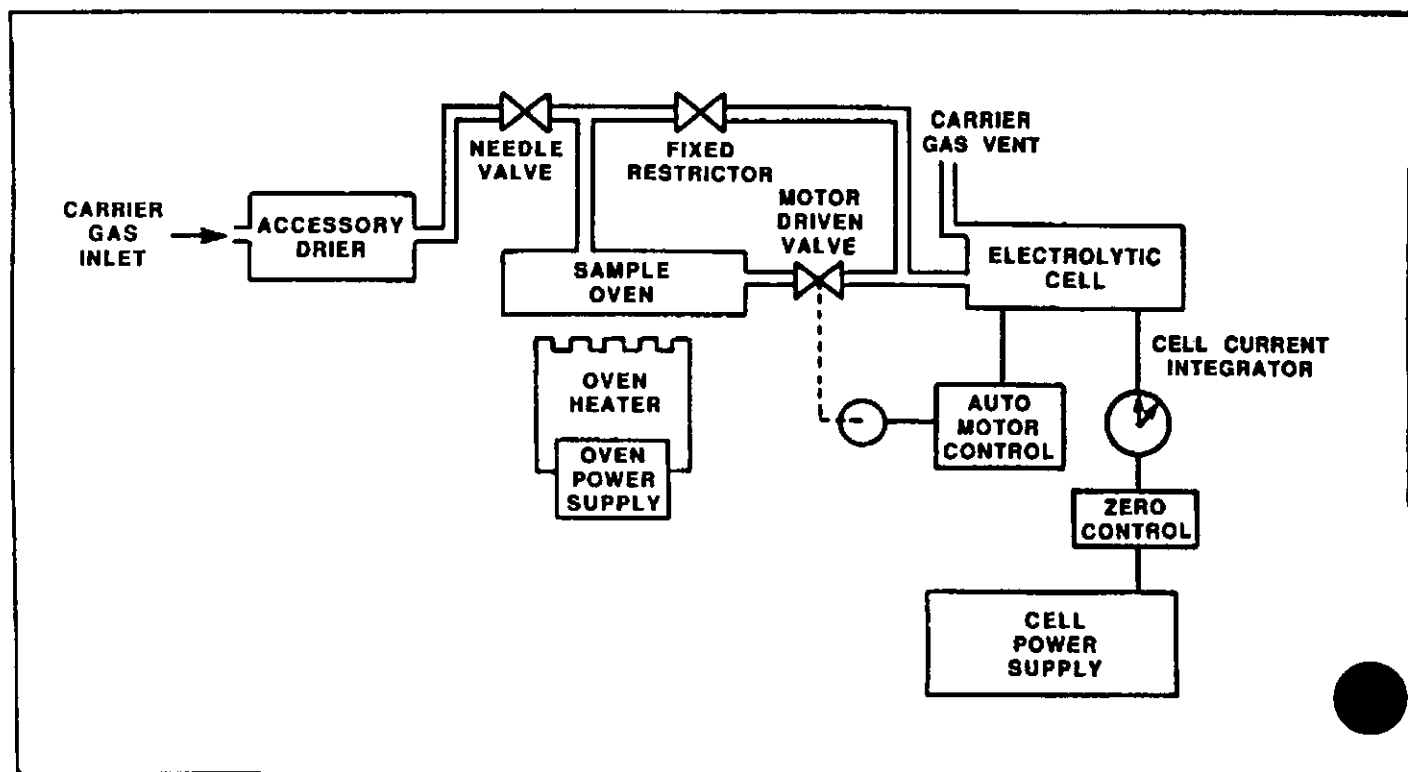 CARRIER
GAS
INLET
ACCESSORY
DRIER
NEEDLE
VALVE
FIXED
RESTRICTOR
CARRIER
GAS VENT
MOTOR
DRIVEN
VALVE
SAMPLE
OVEN
ELECTROLYTIC
CELL
OVEN
HEATER
OVEN
POWER
SUPPLY
AUTO
MOTOR
CONTROL
CELL CURRENT
INTEGRATOR
ZERO
CONTROL
CELL
POWER
SUPPLY